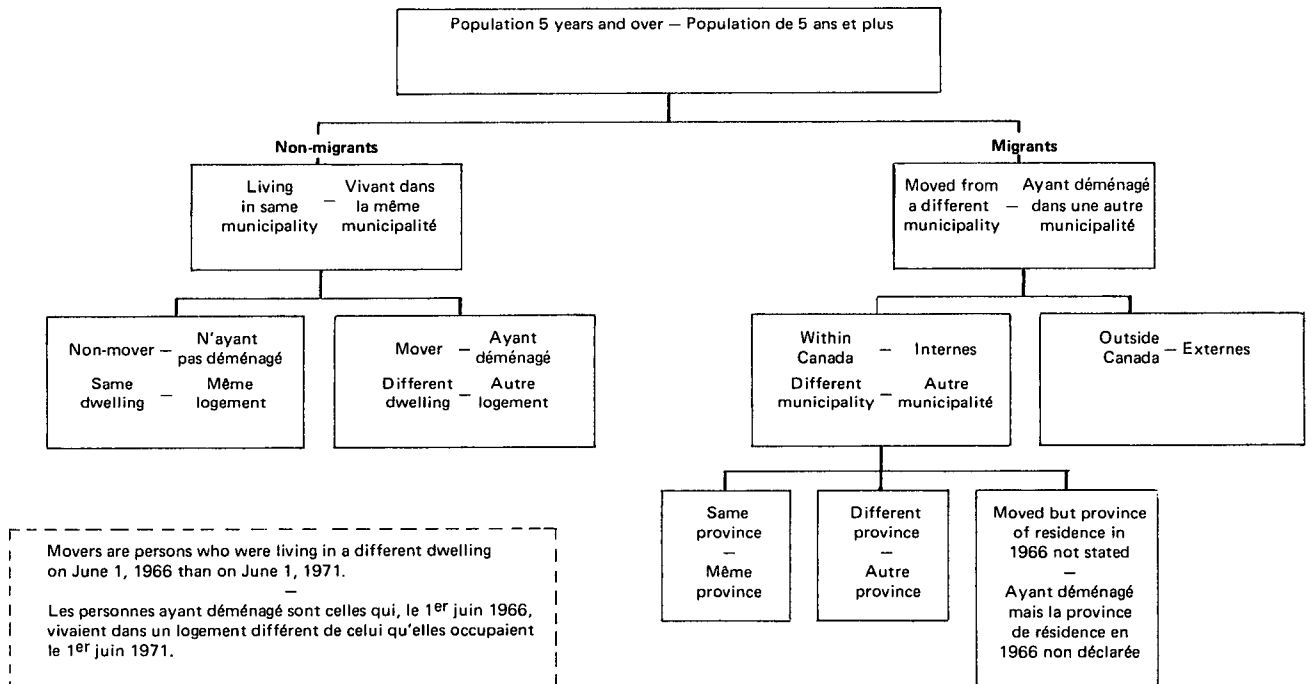 Population 5 years and over — Population de 5 ans et plus
Non-migrants
Living in same municipality — Vivant dans la même municipalité
Migrants
Moved from a different municipality — Ayant déménagé dans une autre municipalité
Non-mover — N'ayant pas déménagé
Same dwelling — Même logement
Mover — Ayant déménagé
Different dwelling — Autre logement
Within Canada — Internes
Different municipality — Autre municipalité
Outside Canada — Externes
Same
province
—
Même
province
Different
province
—
Autre
province
Moved but province
of residence in
1966 not stated
—
Ayant déménagé
mais la province
de résidence en
1966 non déclarée
Movers are persons who were living in a different dwelling
on June 1, 1966 than on June 1, 1971.
—
Les personnes ayant déménagé sont celles qui, le 1er juin 1966,
vivaient dans un logement différent de celui qu'elles occupaient
le 1er juin 1971.